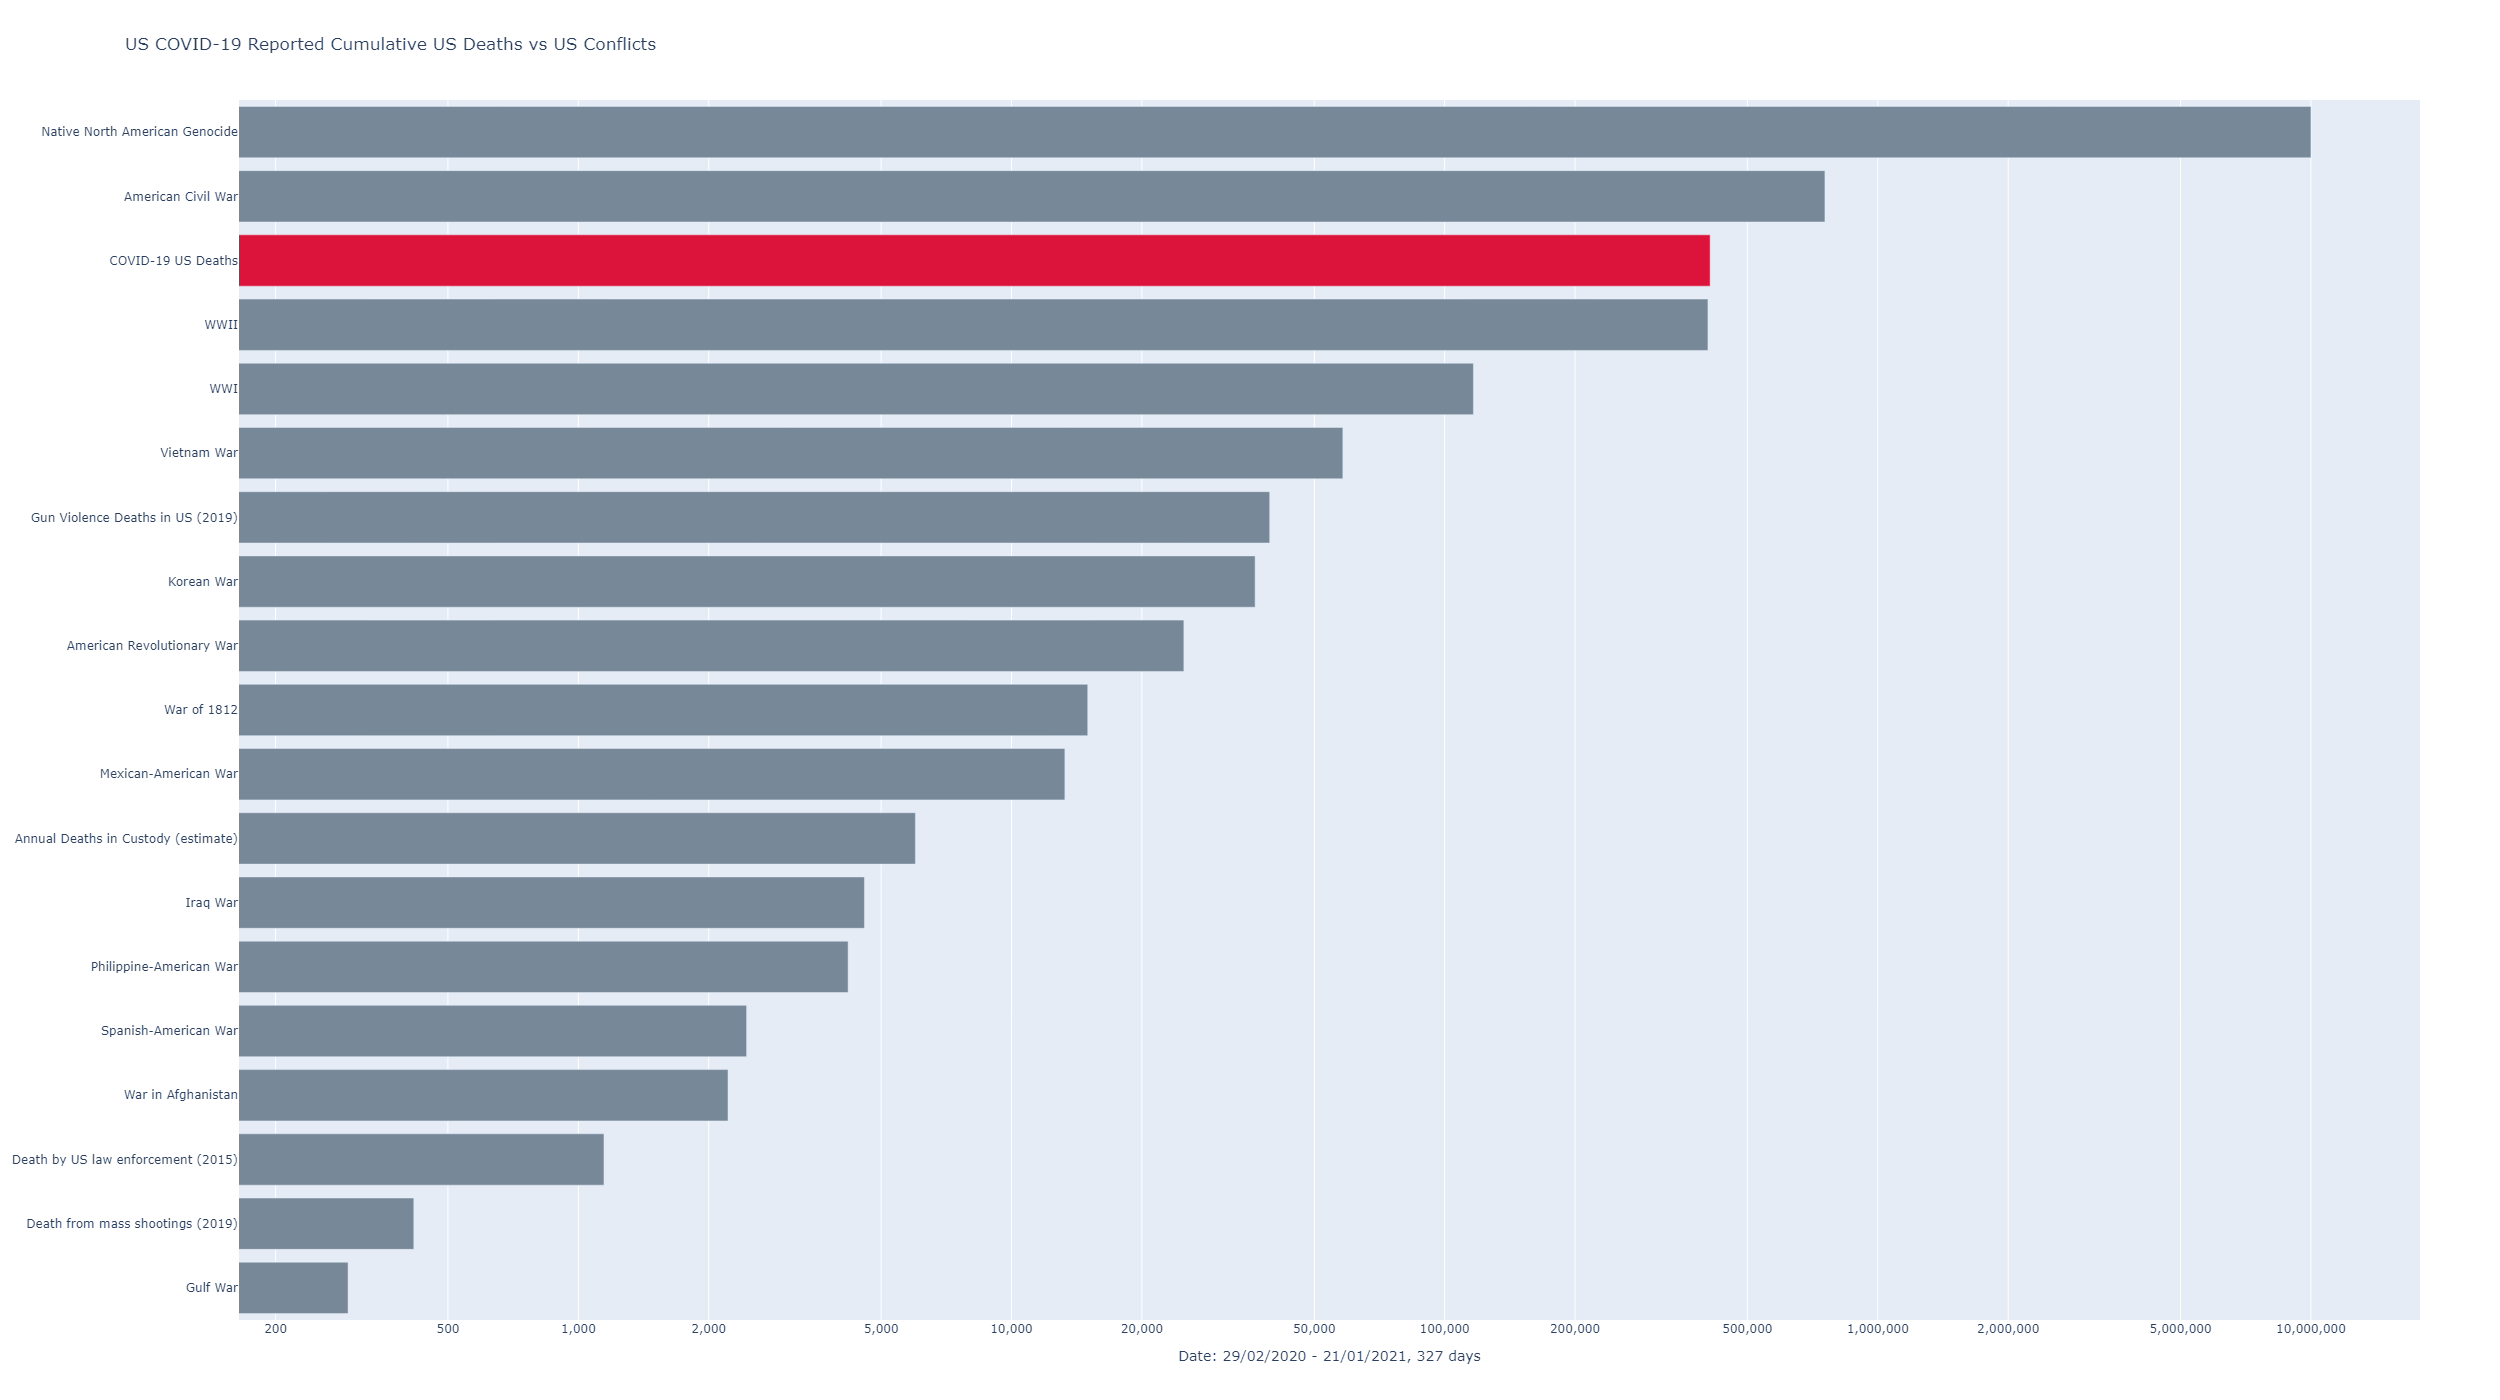 US COVID-19 Reported Cumulative US Deaths vs US Conflicts
Native North American Genocide
American Civil War
COVID-19 US Deaths
WWII
WWI
Vietnam War
Gun Violence Deaths in US (2019)
Korean War
American Revolutionary War
War of 1812
Mexican-American War
Annual Deaths in Custody (estimate)
Iraq War
Philippine-American War
Spanish-American War
War in Afghanistan
Death by US law enforcement (2015)
Death from mass shootings (2019)
Gulf War
200 500 1,000 2,000 5,000 10,000 20,000 50,000 100,000 200,000 500,000 1,000,000 2,000,000 5,000,000 10,000,000
Date: 29/02/2020 - 21/01/2021, 327 days